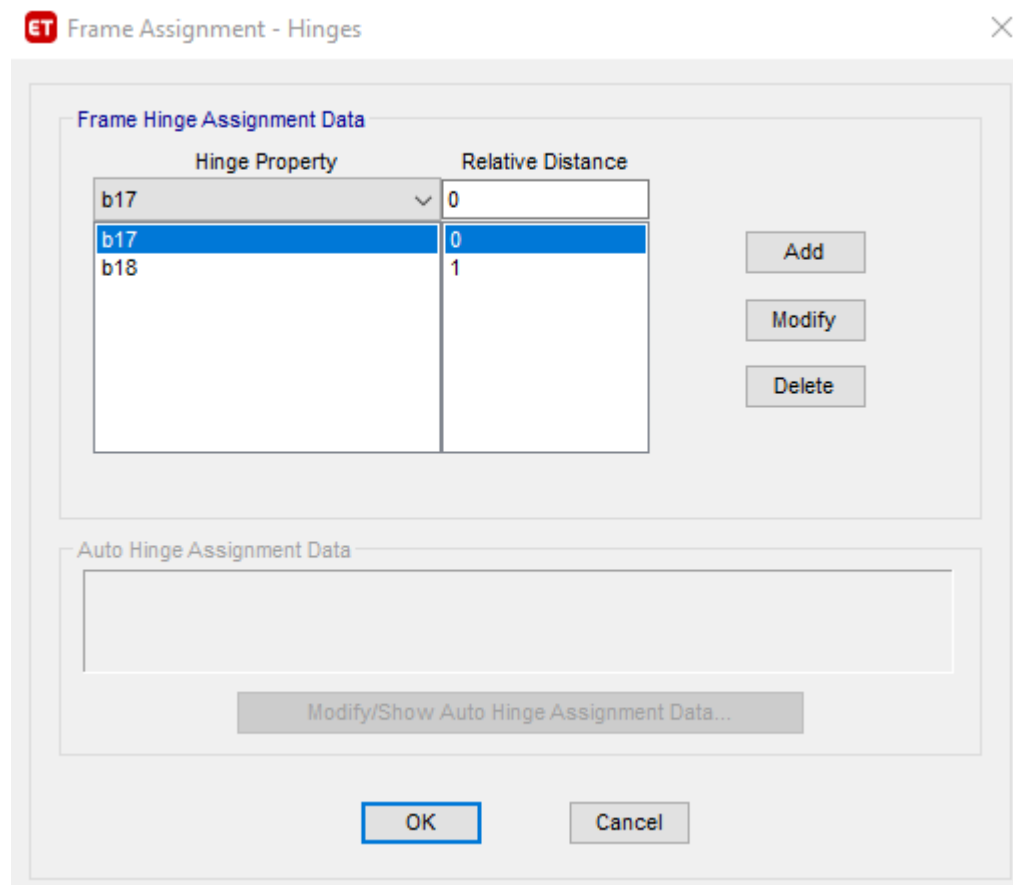 ET Frame Assignment - Hinges
Frame Hinge Assignment Data
Hinge Property Relative Distance
b17 0
b17 0
b18 1
Add
Modify
Delete
Auto Hinge Assignment Data
Modify/Show Auto Hinge Assignment Data...
OK Cancel